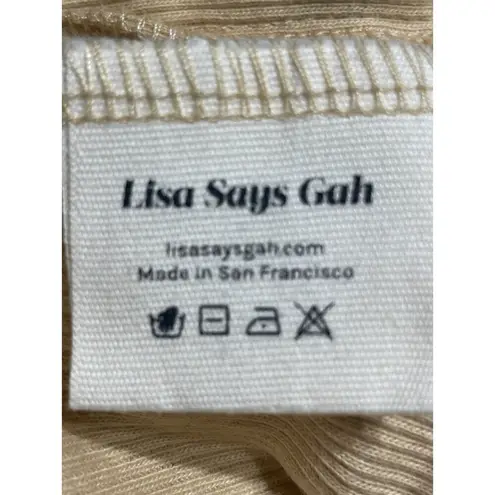 Lisa Says Gah
lisasaysgah.com
Made in San Francisco